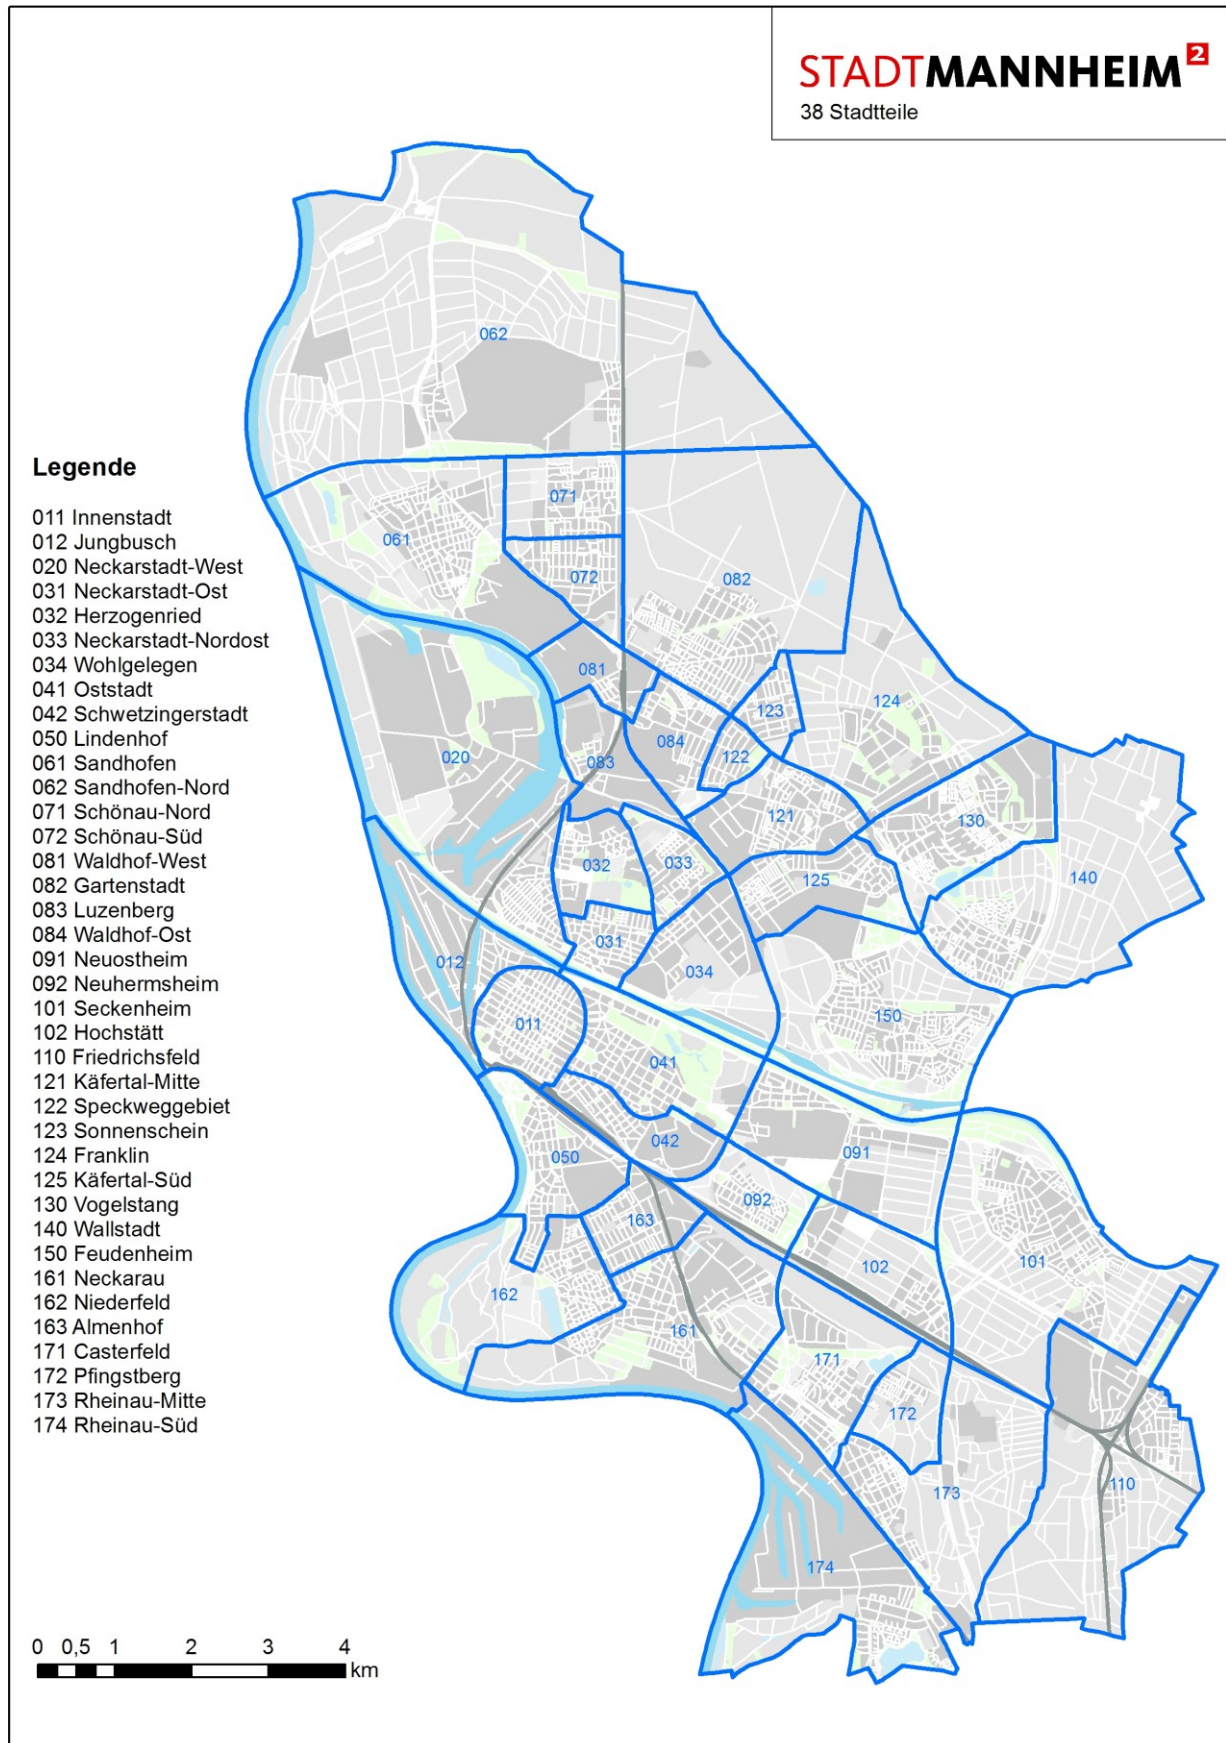 STADTMANNHEIM²
38 Stadtteile
Legende
011 Innenstadt
012 Jungbusch
020 Neckarstadt-West
031 Neckarstadt-Ost
032 Herzogenried
033 Neckarstadt-Nordost
034 Wohlgelegen
041 Oststadt
042 Schwetzingerstadt
050 Lindenhof
061 Sandhofen
062 Sandhofen-Nord
071 Schönau-Nord
072 Schönau-Süd
081 Waldhof-West
082 Gartenstadt
083 Luzenberg
084 Waldhof-Ost
091 Neuostheim
092 Neuhermsheim
101 Seckenheim
102 Hochstätt
110 Friedrichsfeld
121 Käfertal-Mitte
122 Speckweggebiet
123 Sonnenschein
124 Franklin
125 Käfertal-Süd
130 Vogelstang
140 Wallstadt
150 Feudenheim
161 Neckarau
162 Niederfeld
163 Almenhof
171 Casterfeld
172 Pfingstberg
173 Rheinau-Mitte
174 Rheinau-Süd
062
071
061
072
082
081
124
123
084
122
020
083
121
130
032
033
125
140
031
012
034
011
150
041
042
050
091
092
163
101
102
162
161
171
172
110
173
174
0 0,5 1 2 3 4
km